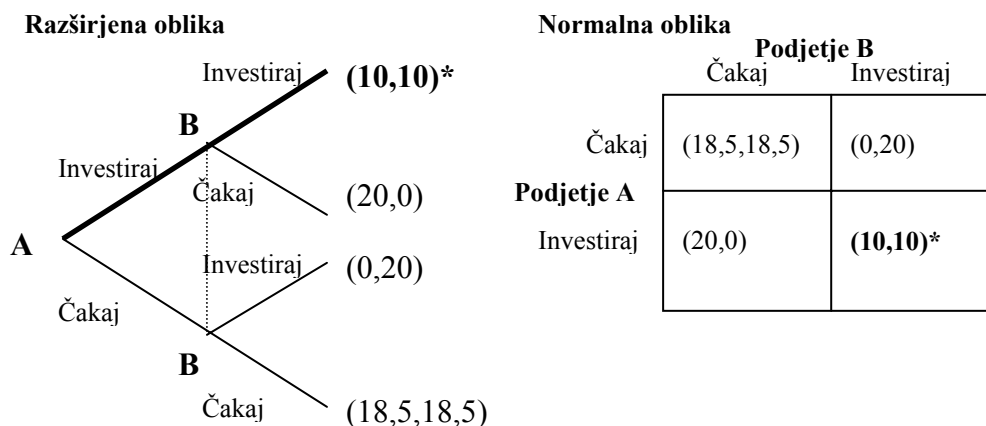 Razširjena oblika
Investiraj
(10,10)*
B
Investiraj
Čakaj
(20,0)
A
Investiraj
(0,20)
Čakaj
B
Čakaj
(18,5,18,5)
Normalna oblika
Podjetje B
Čakaj Investiraj
Čakaj (18,5,18,5) (0,20)
Podjetje A
Investiraj (20,0) (10,10)*